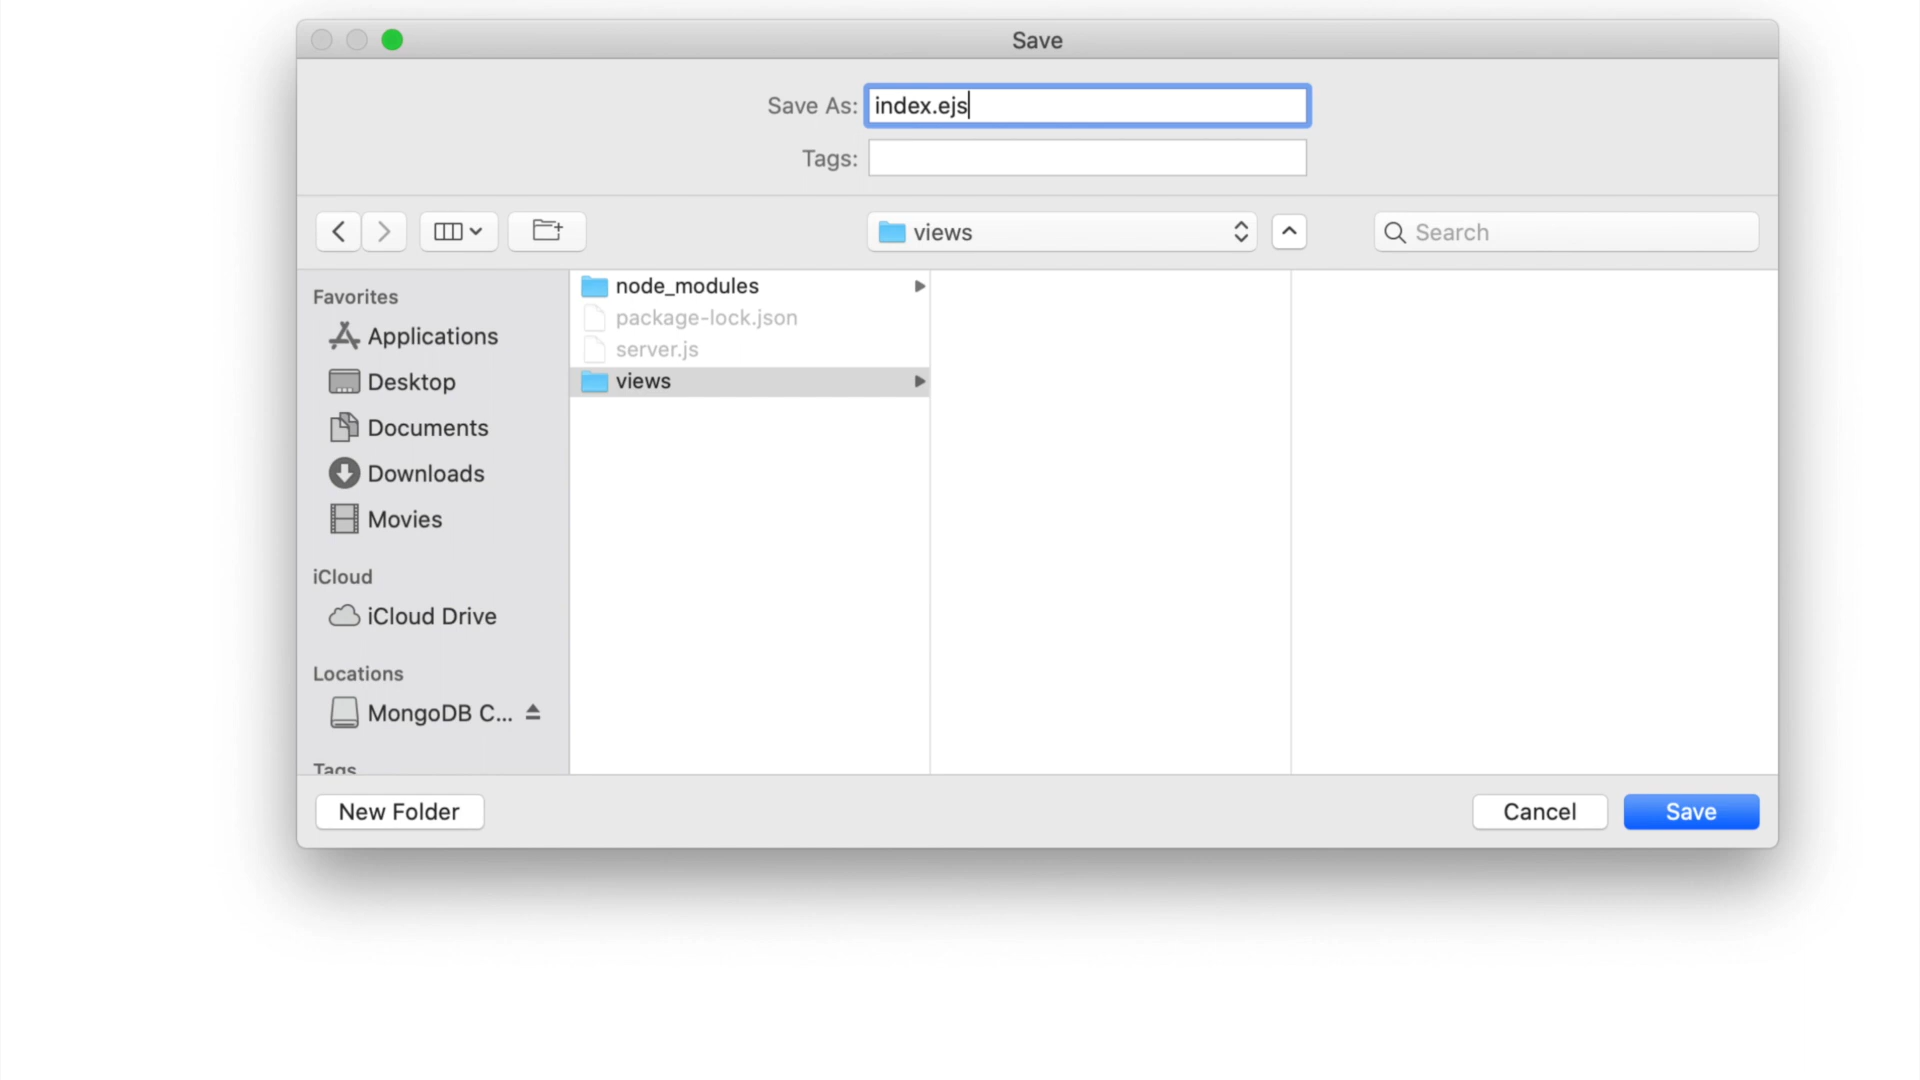 Save
Save As: index.ejs
Tags:
views
Search
Favorites
Applications
Desktop
Documents
Downloads
Movies
iCloud
iCloud Drive
Locations
MongoDB C...
Tags
node_modules
package-lock.json
server.js
views
New Folder
Cancel
Save